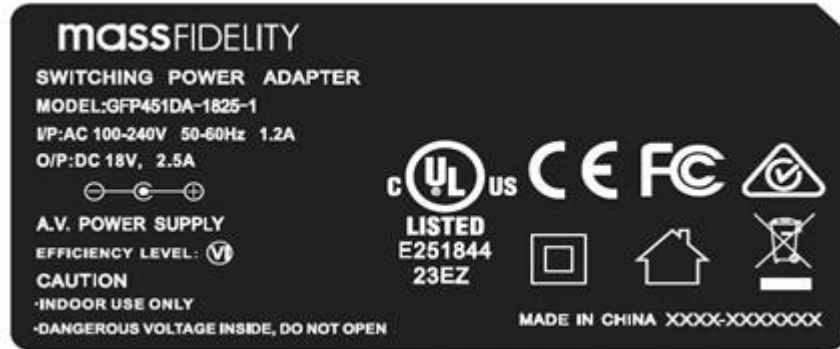 massFIDELITY
SWITCHING POWER ADAPTER
MODEL:GFP451DA-1825-1
I/P:AC 100-240V 50-60Hz 1.2A
O/P:DC 18V, 2.5A
A.V. POWER SUPPLY
EFFICIENCY LEVEL: VI
CAUTION
·INDOOR USE ONLY
·DANGEROUS VOLTAGE INSIDE, DO NOT OPEN
C UL US CE FC
LISTED
E251844
23EZ
MADE IN CHINA XXXX-XXXXXXX